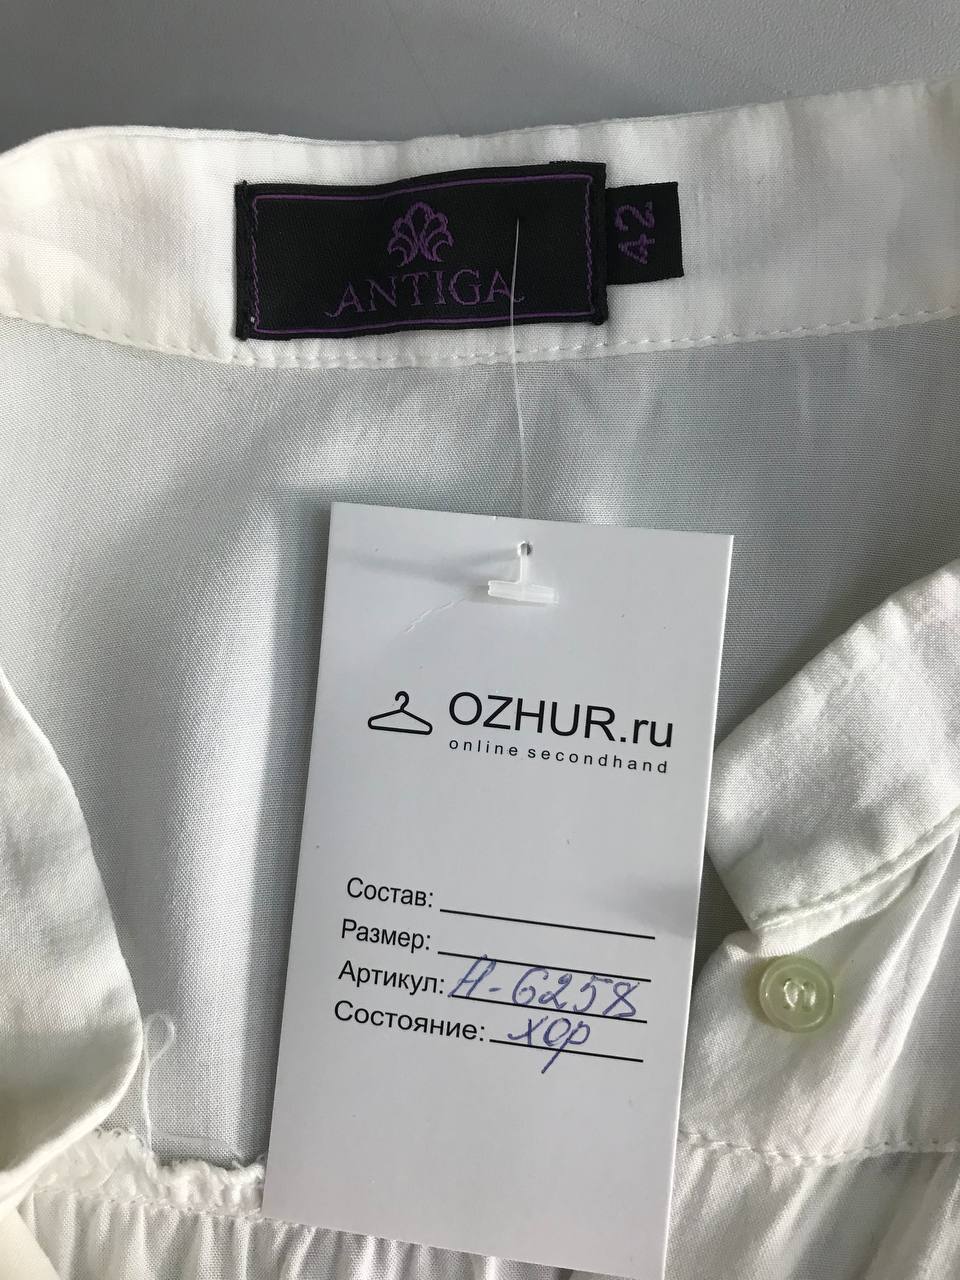 ANTIGA
42
OZHUR.ru
online secondhand
Состав:
Размер:
Артикул: А-6258
Состояние: хор